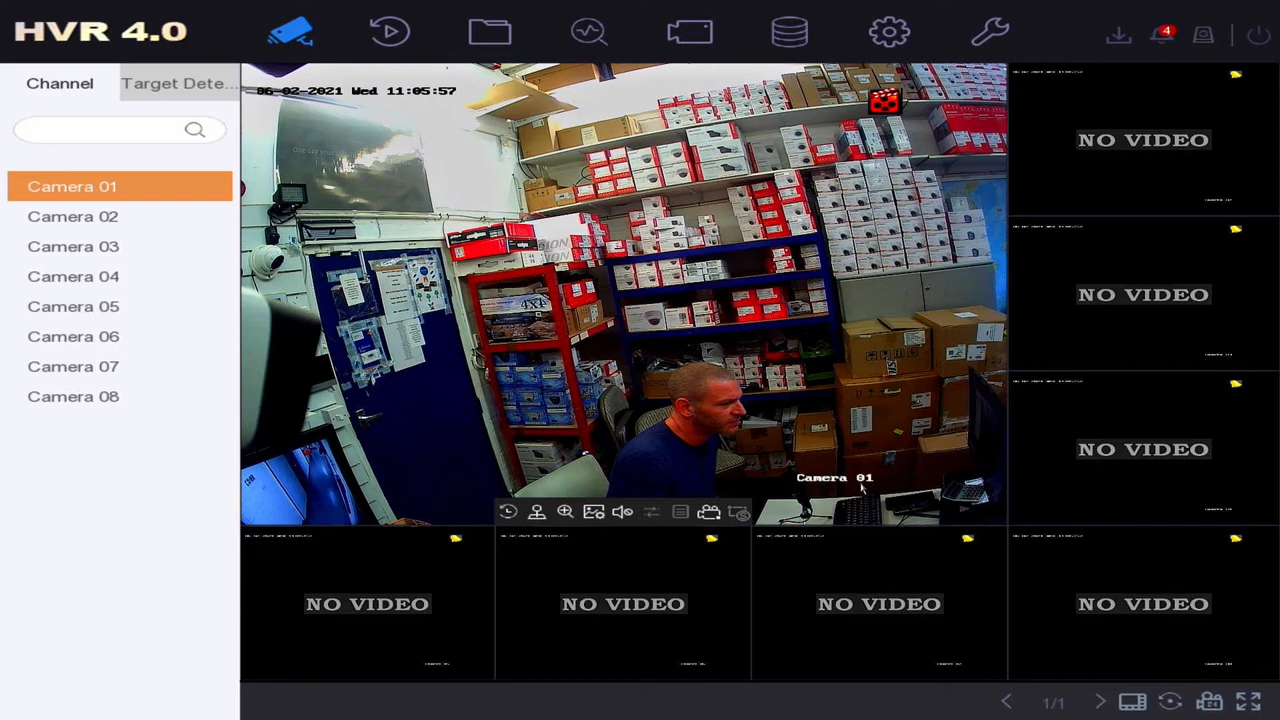 HVR 4.0
4
Channel
Target Dete...
Camera 01
Camera 02
Camera 03
Camera 04
Camera 05
Camera 06
Camera 07
Camera 08
06-02-2021 Wed 11:05:57
4X4
Camera 01
NO VIDEO
NO VIDEO
NO VIDEO
NO VIDEO
NO VIDEO
NO VIDEO
NO VIDEO
1/1